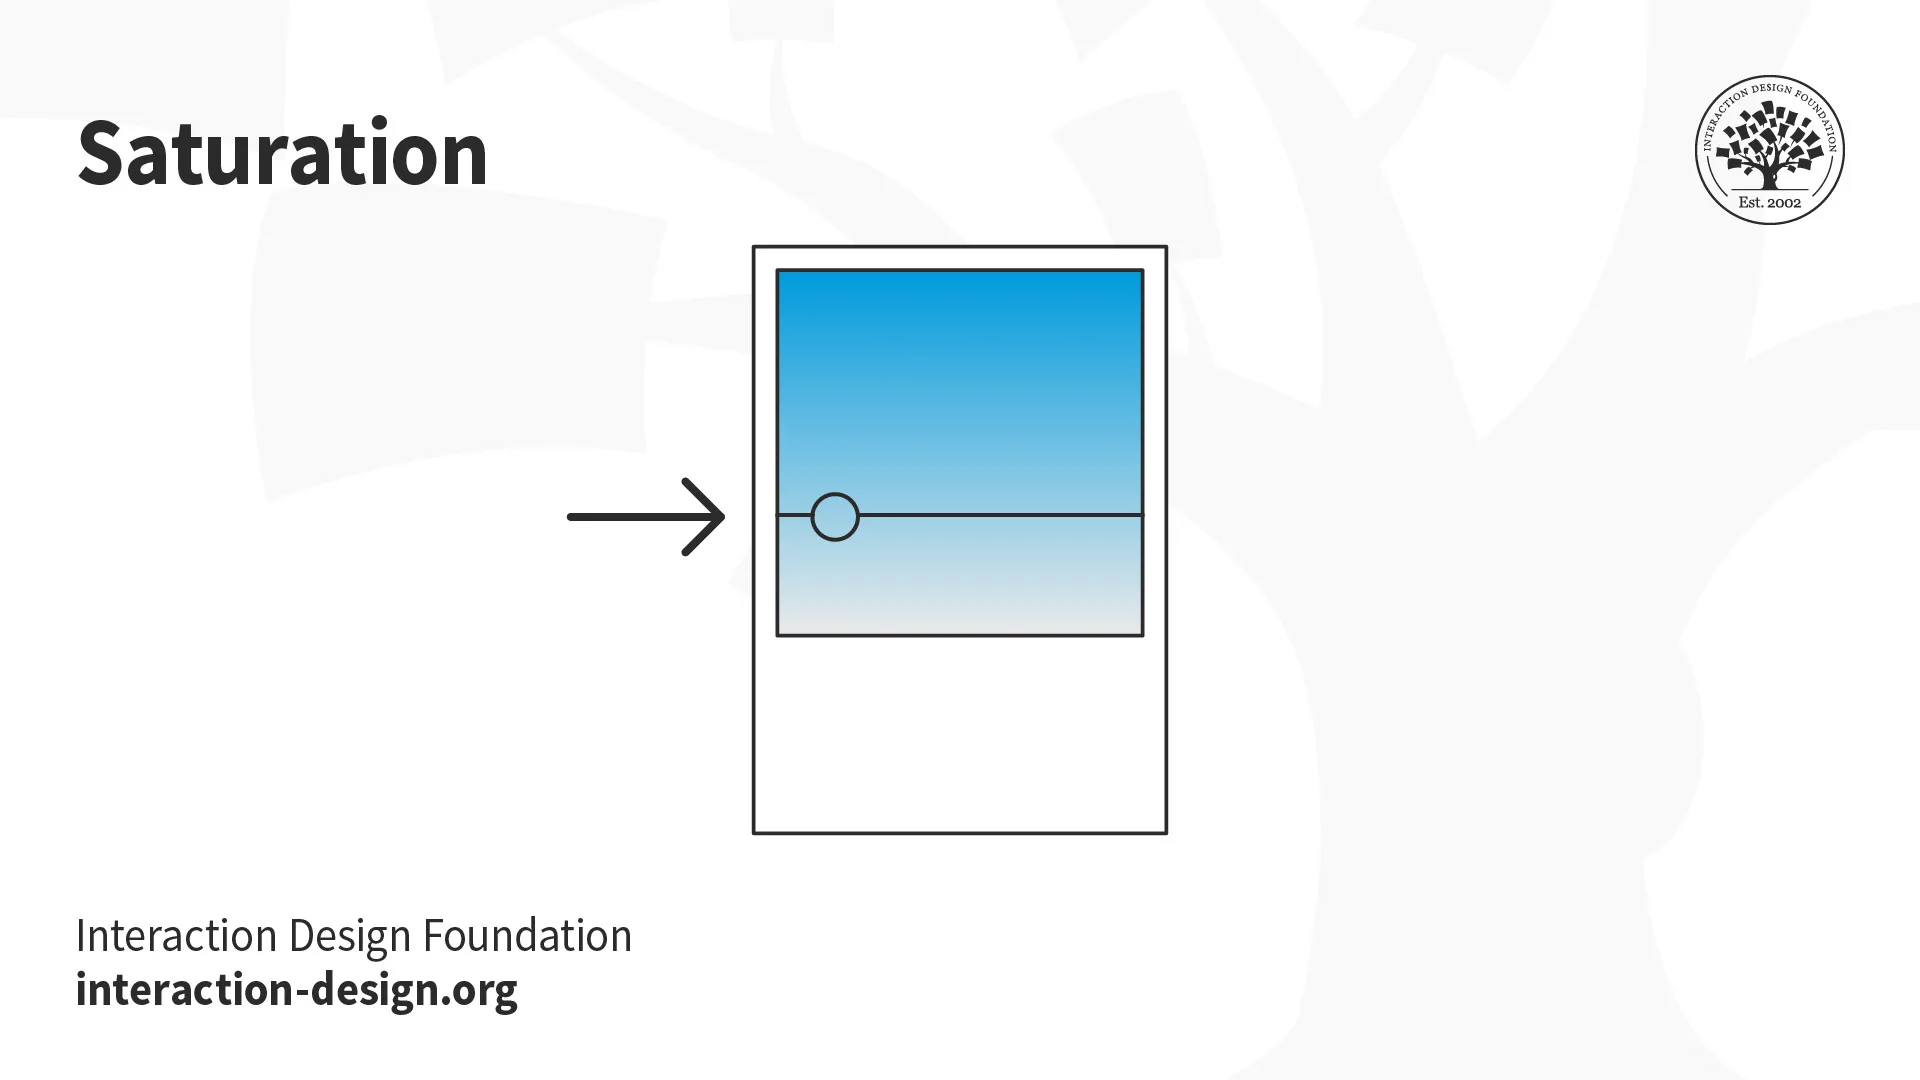 Saturation
INTERACTION DESIGN FOUNDATION
Est. 2002
Interaction Design Foundation
interaction-design.org